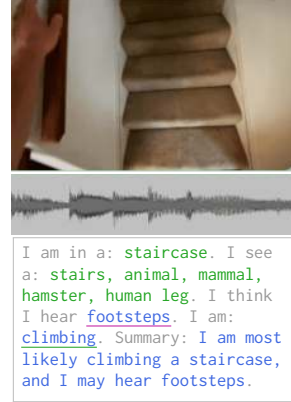 I am in a: staircase. I see
a: stairs, animal, mammal,
hamster, human leg. I think
I hear footsteps. I am:
climbing. Summary: I am most
likely climbing a staircase,
and I may hear footsteps.